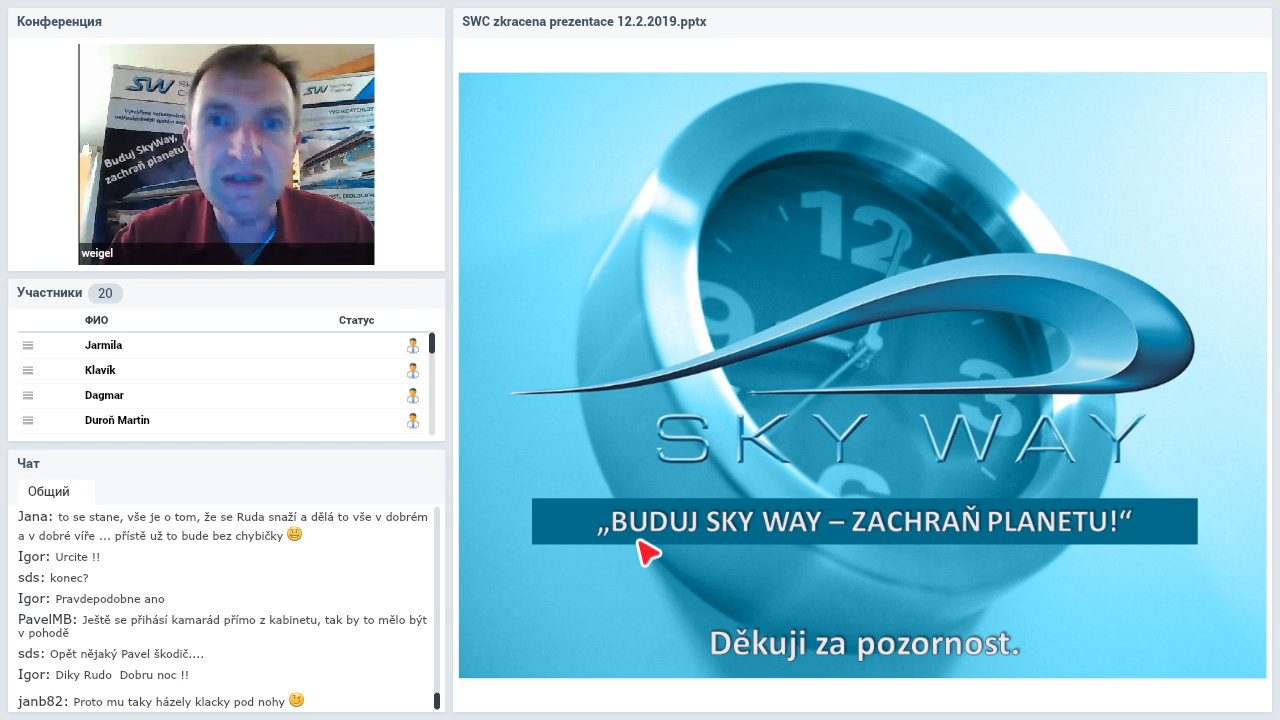 Конференция
SW
Buduj SkyWay,
zachraň planetu!
weigel
Участники 20
ФИО Статус
Jarmila
Klavík
Dagmar
Duroň Martin
Чат
Общий
Jana: to se stane, vše je o tom, že se Ruda snaží a dělá to vše v dobrém
a v dobré víře ... příště už to bude bez chybičky
Igor: Urcite !!
sds: konec?
Igor: Pravdepodobne ano
PavelMB: Ještě se přihásí kamarád přímo z kabinetu, tak by to mělo být
v pohodě
sds: Opět nějaký Pavel škodič....
Igor: Diky Rudo  Dobru noc !!
janb82: Proto mu taky házely klacky pod nohy
SWC zkracena prezentace 12.2.2019.pptx
12
9
3
6
SKY WAY
„BUDUJ SKY WAY – ZACHRAŇ PLANETU!“
Děkuji za pozornost.